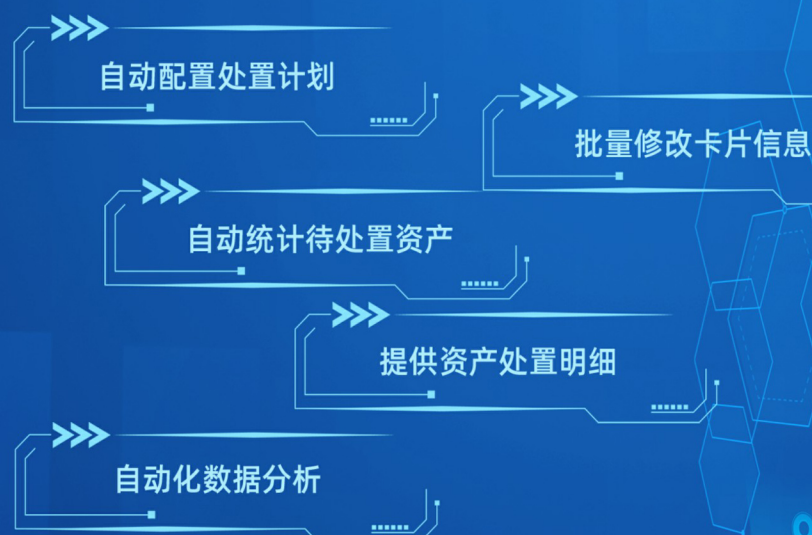 自动配置处置计划
批量修改卡片信息
自动统计待处置资产
提供资产处置明细
自动化数据分析